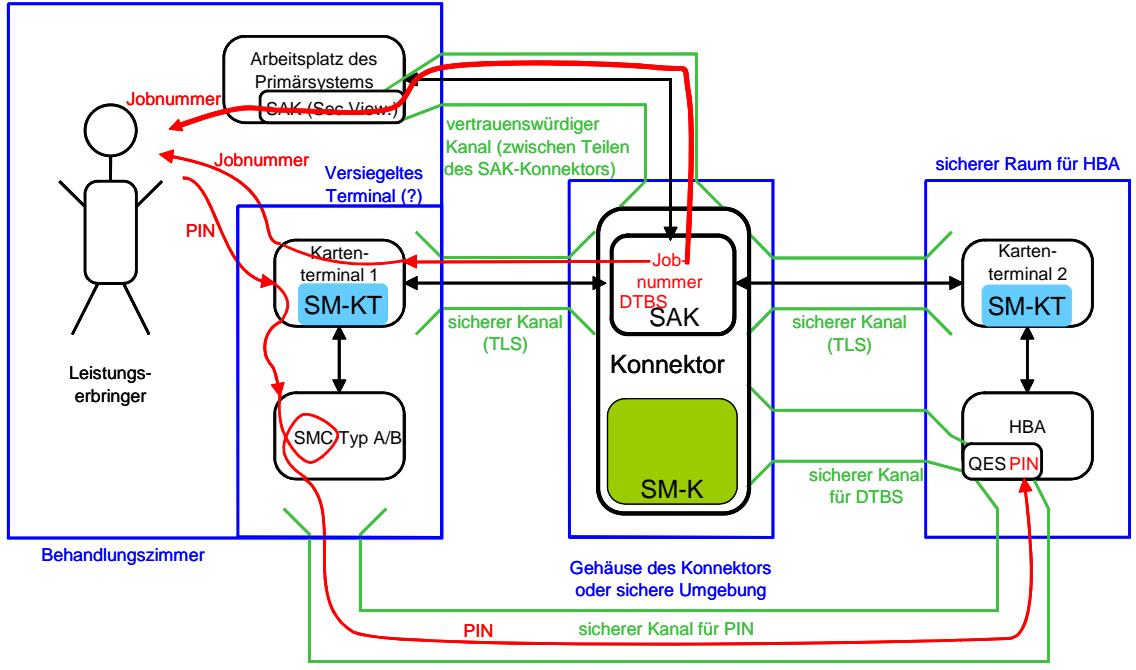 Arbeitsplatz des
Primärsystems
SAK (Sec.View.)
Jobnummer
Jobnummer
vertrauenswürdiger
Kanal (zwischen Teilen
des SAK-Konnektors)
Versiegeltes
Terminal (?)
sicherer Raum für HBA
PIN
Karten-
terminal 1
SM-KT
Job-
nummer
DTBS
SAK
Karten-
terminal 2
SM-KT
sicherer Kanal
(TLS)
sicherer Kanal
(TLS)
Konnektor
Leistungs-
erbringer
SMC Typ A/B
HBA
QES PIN
SM-K
sicherer Kanal
für DTBS
Behandlungszimmer
Gehäuse des Konnektors
oder sichere Umgebung
PIN
sicherer Kanal für PIN